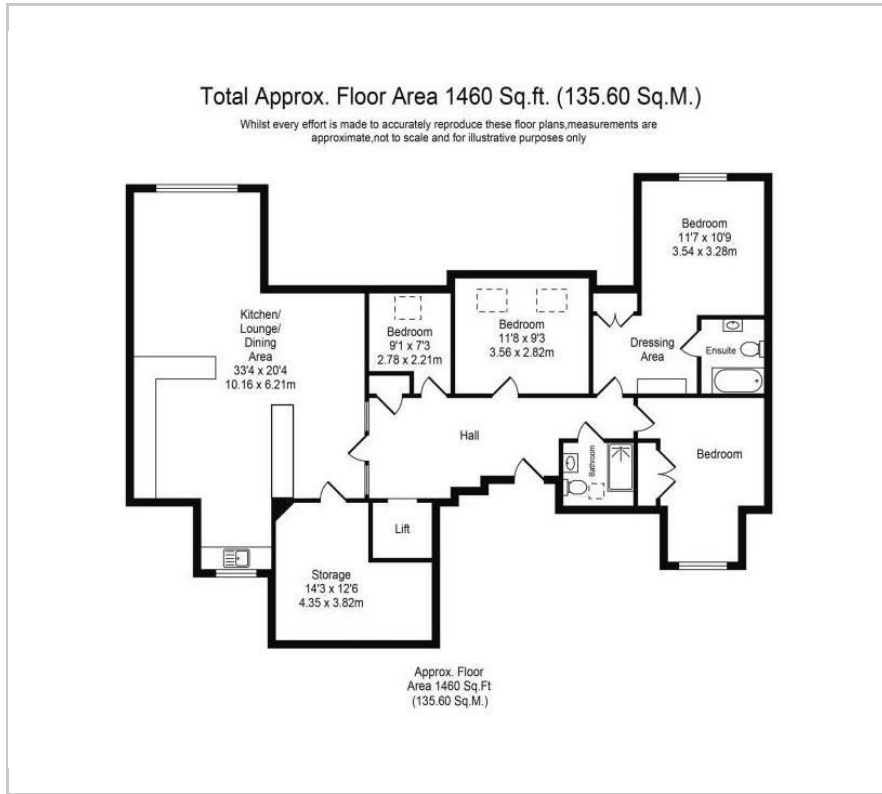 Total Approx. Floor Area 1460 Sq.ft. (135.60 Sq.M.)
Whilst every effort is made to accurately reproduce these floor plans,measurements are
approximate,not to scale and for illustrative purposes only
Kitchen/
Lounge/
Dining
Area
33'4 x 20'4
10.16 x 6.21m
Bedroom
9'1 x 7'3
2.78 x 2.21m
Bedroom
11'8 x 9'3
3.56 x 2.82m
Bedroom
11'7 x 10'9
3.54 x 3.28m
Dressing
Area
Ensuite
Hall
Bathroom
Bedroom
Lift
Storage
14'3 x 12'6
4.35 x 3.82m
Approx. Floor
Area 1460 Sq.Ft
(135.60 Sq.M.)